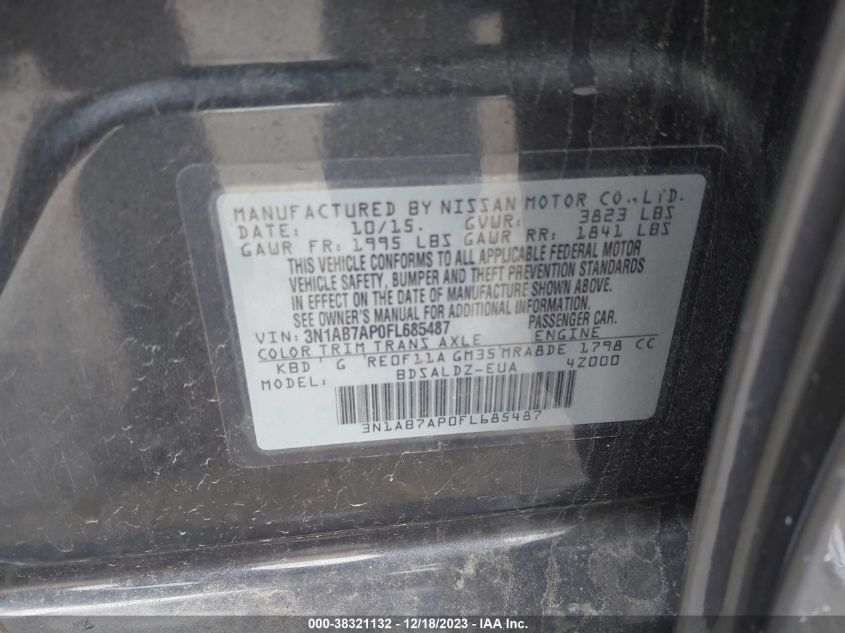 MANUFACTURED BY NISSAN MOTOR CO., LTD.
DATE: 10/15. GVWR: 3823 LBS
GAWR FR: 1995 LBS GAWR RR: 1841 LBS
THIS VEHICLE CONFORMS TO ALL APPLICABLE FEDERAL MOTOR
VEHICLE SAFETY, BUMPER AND THEFT PREVENTION STANDARDS
IN EFFECT ON THE DATE OF MANUFACTURE SHOWN ABOVE.
SEE OWNER'S MANUAL FOR ADDITIONAL INFORMATION.
VIN: 3N1AB7AP0FL685487 PASSENGER CAR.
COLOR TRIM TRANS AXLE ENGINE
KBD G RE0F11A GM35 MRA8DE 1798 CC
MODEL: BDSALDZ-EUA 4Z000
3N1AB7AP0FL685487
000-38321132 - 12/18/2023 - IAAI.com